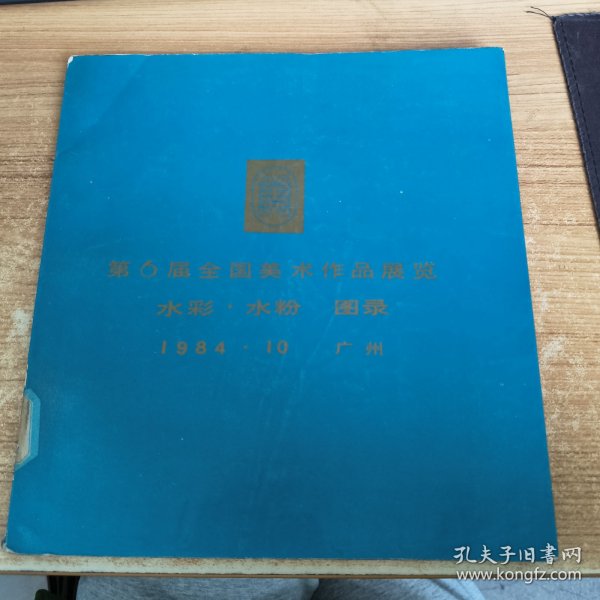 第6届全国美术作品展览
水彩·水粉 图录
1984·10 广州
孔夫子旧书网
www.kongfz.com